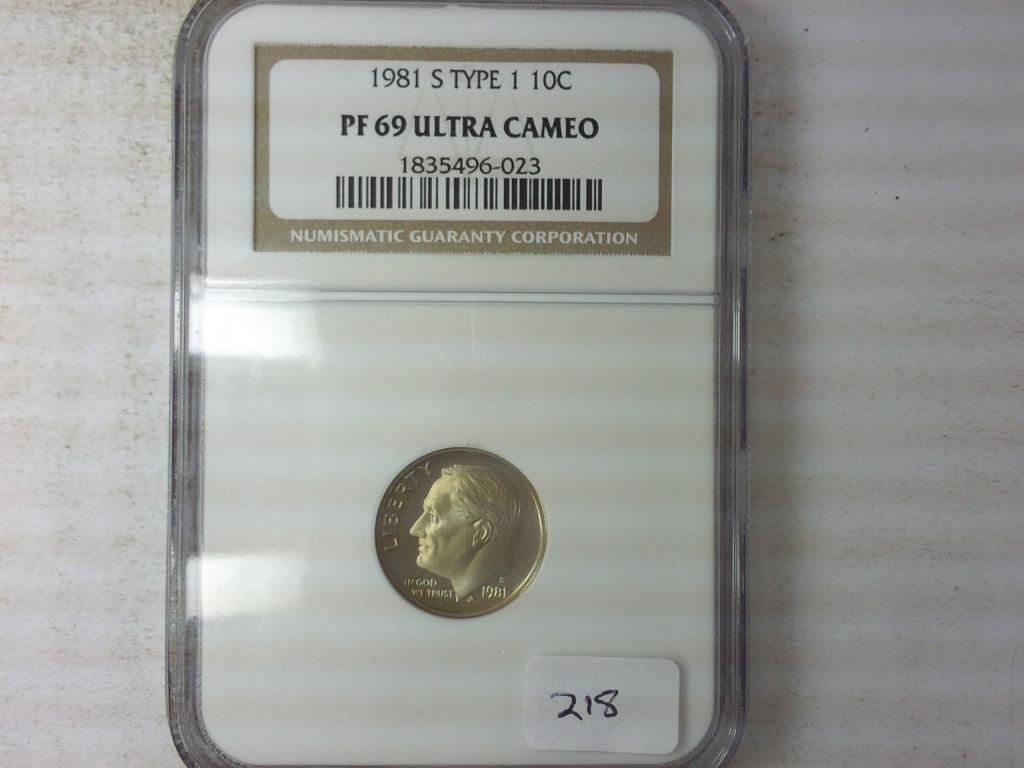 1981 S TYPE 1 10C
PF 69 ULTRA CAMEO
1835496-023
NUMISMATIC GUARANTY CORPORATION
LIBERTY
IN GOD
WE TRUST
S
1981
218